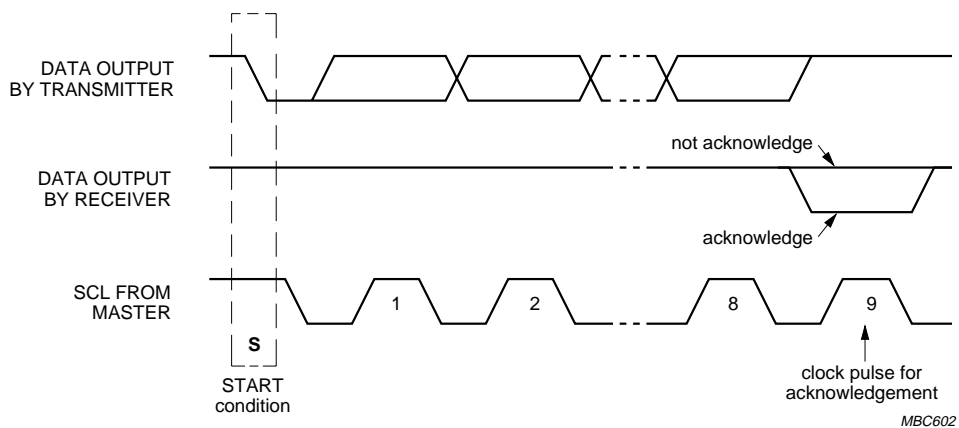 DATA OUTPUT
BY TRANSMITTER
not acknowledge
DATA OUTPUT
BY RECEIVER
acknowledge
SCL FROM
MASTER
1
2
8
9
S
START
condition
clock pulse for
acknowledgement
MBC602